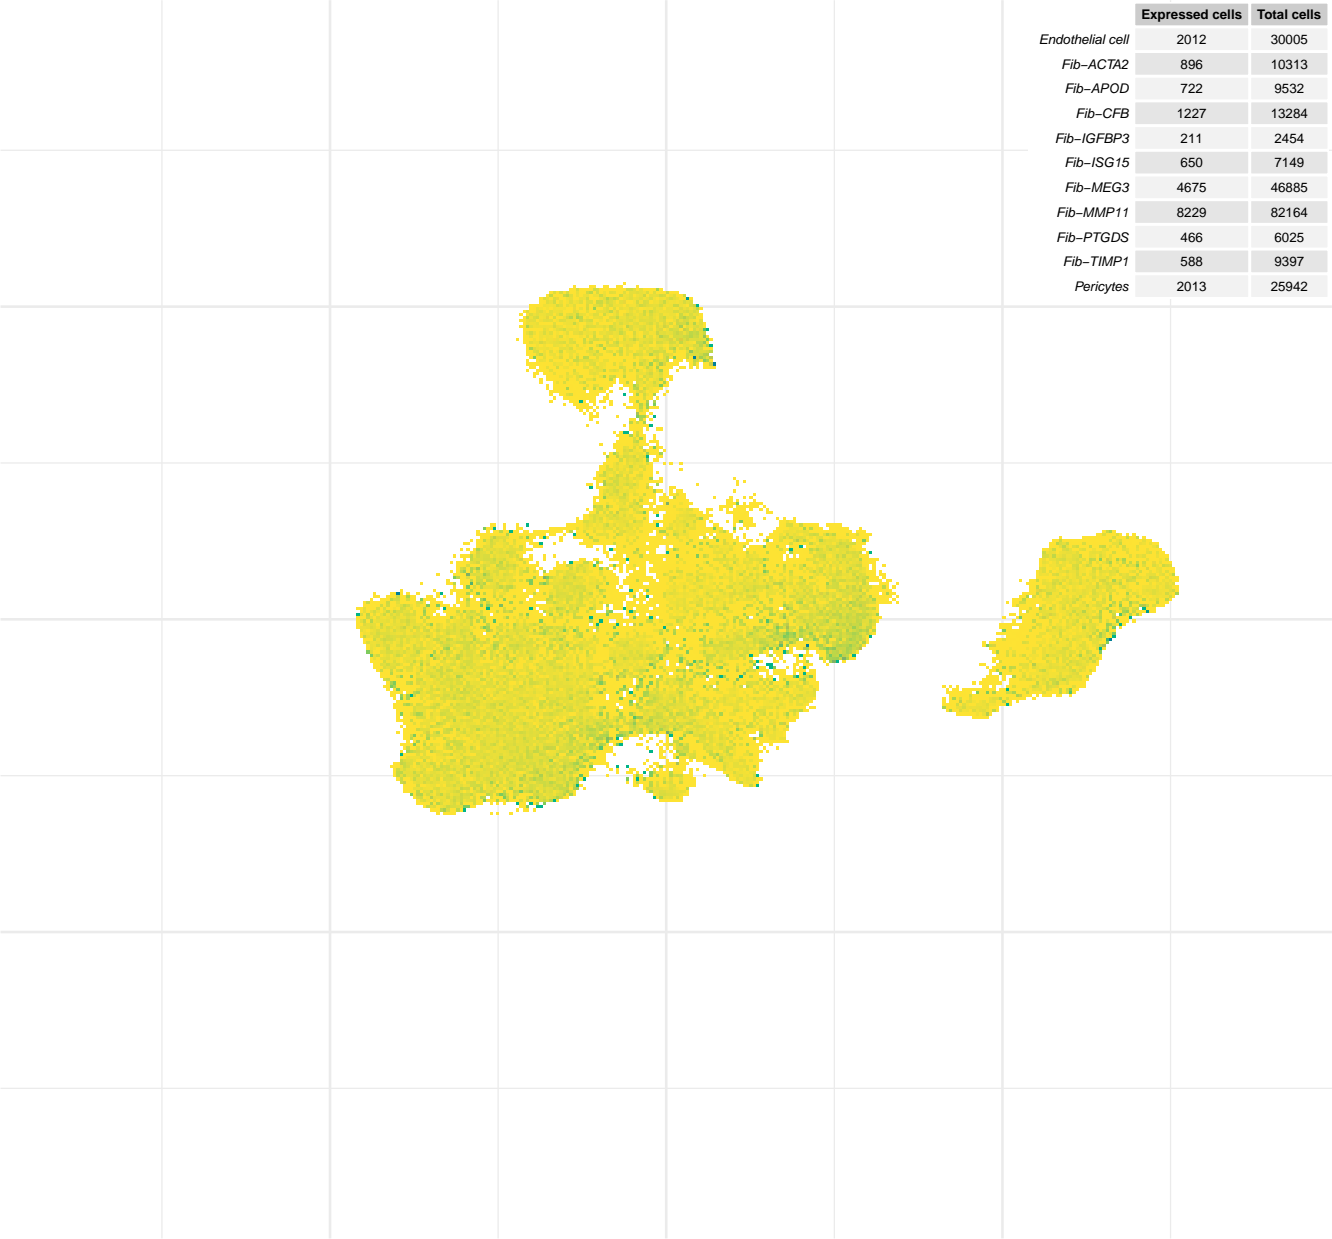 Expressed cells Total cells
Endothelial cell 2012 30005
Fib−ACTA2 896 10313
Fib−APOD 722 9532
Fib−CFB 1227 13284
Fib−IGFBP3 211 2454
Fib−ISG15 650 7149
Fib−MEG3 4675 46885
Fib−MMP11 8229 82164
Fib−PTGDS 466 6025
Fib−TIMP1 588 9397
Pericytes 2013 25942